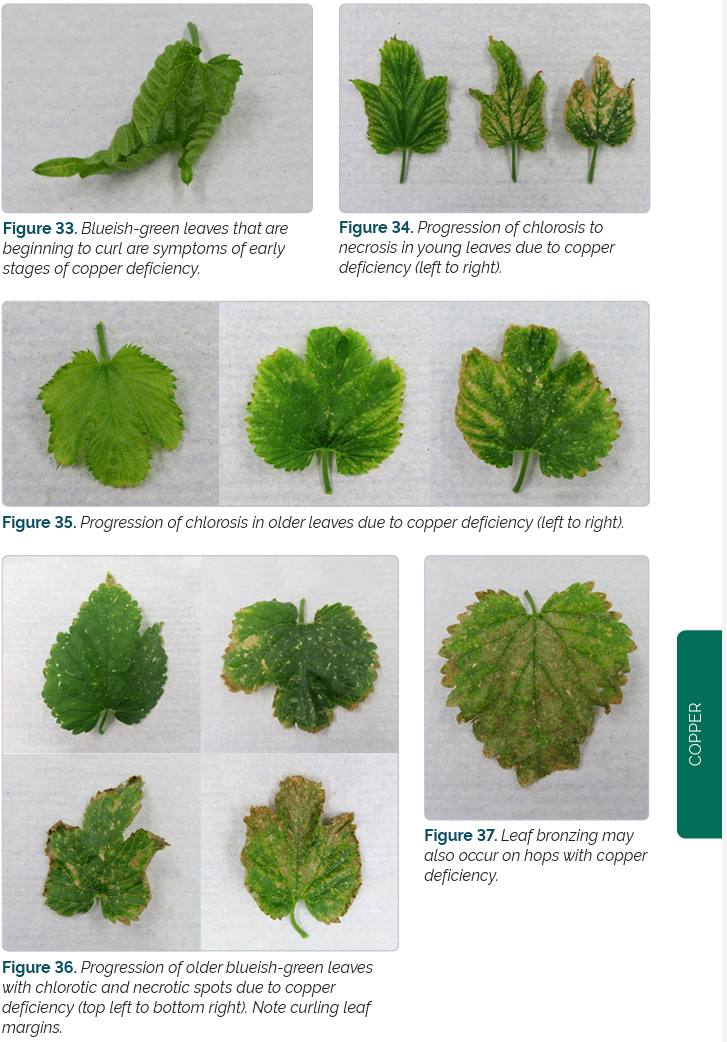 Figure 33. Blueish-green leaves that are
beginning to curl are symptoms of early
stages of copper deficiency.
Figure 34. Progression of chlorosis to
necrosis in young leaves due to copper
deficiency (left to right).
Figure 35. Progression of chlorosis in older leaves due to copper deficiency (left to right).
Figure 36. Progression of older blueish-green leaves
with chlorotic and necrotic spots due to copper
deficiency (top left to bottom right). Note curling leaf
margins.
Figure 37. Leaf bronzing may
also occur on hops with copper
deficiency.
COPPER